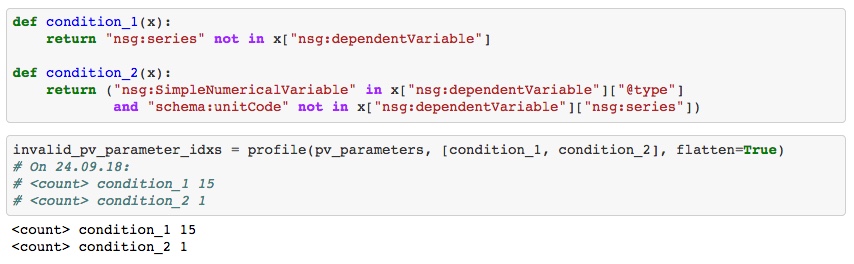 def condition_1(x):
    return "nsg:series" not in x["nsg:dependentVariable"]
def condition_2(x):
    return ("nsg:SimpleNumericalVariable" in x["nsg:dependentVariable"]["@type"]
            and "schema:unitCode" not in x["nsg:dependentVariable"]["nsg:series"])
invalid_pv_parameter_idxs = profile(pv_parameters, [condition_1, condition_2], flatten=True)
# On 24.09.18:
# <count> condition_1 15
# <count> condition_2 1
<count> condition_1 15
<count> condition_2 1